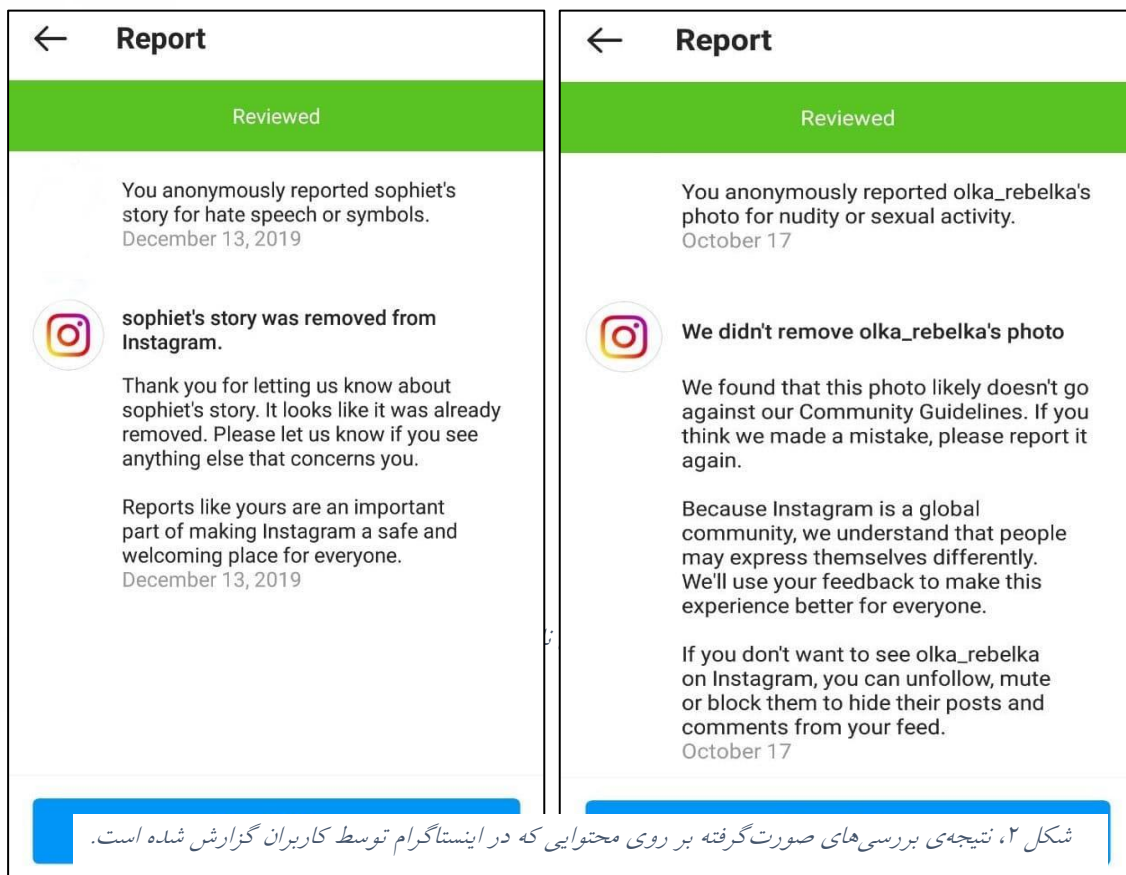 Report
Reviewed
You anonymously reported sophiet's
story for hate speech or symbols.
December 13, 2019
sophiet's story was removed from
Instagram.
Thank you for letting us know about
sophiet's story. It looks like it was already
removed. Please let us know if you see
anything else that concerns you.
Reports like yours are an important
part of making Instagram a safe and
welcoming place for everyone.
December 13, 2019
Report
Reviewed
You anonymously reported olka_rebelka's
photo for nudity or sexual activity.
October 17
We didn't remove olka_rebelka's photo
We found that this photo likely doesn't go
against our Community Guidelines. If you
think we made a mistake, please report it
again.
Because Instagram is a global
community, we understand that people
may express themselves differently.
We'll use your feedback to make this
experience better for everyone.
If you don't want to see olka_rebelka
on Instagram, you can unfollow, mute
or block them to hide their posts and
comments from your feed.
October 17
شکل ۲، نتیجه‌ی بررسی‌های صورت‌گرفته بر روی محتوایی که در اینستاگرام توسط کاربران گزارش شده است.